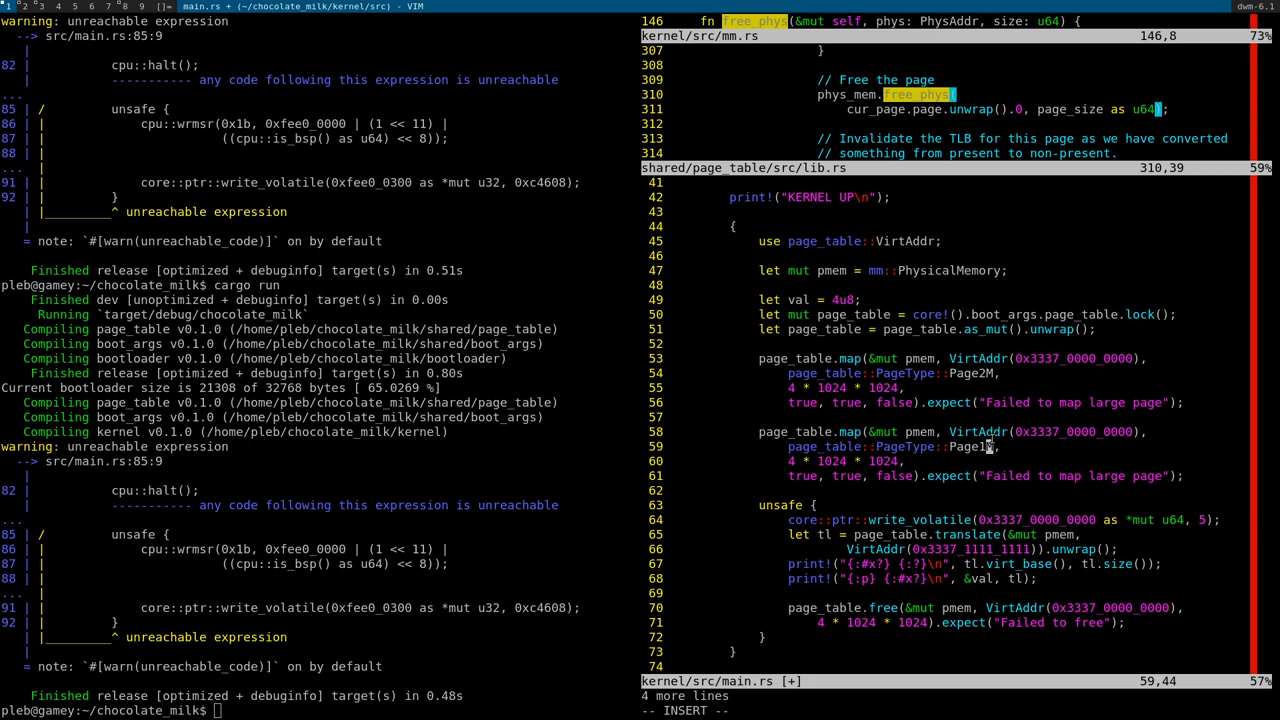 1 2 3 4 5 6 7 8 9 []= main.rs + (~/chocolate_milk/kernel/src) - VIM dwm-6.1
warning: unreachable expression
--> src/main.rs:85:9
|
82 | cpu::halt();
| ----------- any code following this expression is unreachable
...
85 | / unsafe {
86 | | cpu::wrmsr(0x1b, 0xfee0_0000 | (1 << 11) |
87 | | ((cpu::is_bsp() as u64) << 8));
88 | |
... |
91 | | core::ptr::write_volatile(0xfee0_0300 as *mut u32, 0xc4608);
92 | | }
| |_________^ unreachable expression
|
= note: `#[warn(unreachable_code)]` on by default
Finished release [optimized + debuginfo] target(s) in 0.51s
pleb@gamey:~/chocolate_milk$ cargo run
Finished dev [unoptimized + debuginfo] target(s) in 0.00s
Running `target/debug/chocolate_milk`
Compiling page_table v0.1.0 (/home/pleb/chocolate_milk/shared/page_table)
Compiling boot_args v0.1.0 (/home/pleb/chocolate_milk/shared/boot_args)
Compiling bootloader v0.1.0 (/home/pleb/chocolate_milk/bootloader)
Finished release [optimized + debuginfo] target(s) in 0.80s
Current bootloader size is 21308 of 32768 bytes [ 65.0269 %]
Compiling page_table v0.1.0 (/home/pleb/chocolate_milk/shared/page_table)
Compiling boot_args v0.1.0 (/home/pleb/chocolate_milk/shared/boot_args)
Compiling kernel v0.1.0 (/home/pleb/chocolate_milk/kernel)
warning: unreachable expression
--> src/main.rs:85:9
|
82 | cpu::halt();
| ----------- any code following this expression is unreachable
...
85 | / unsafe {
86 | | cpu::wrmsr(0x1b, 0xfee0_0000 | (1 << 11) |
87 | | ((cpu::is_bsp() as u64) << 8));
88 | |
... |
91 | | core::ptr::write_volatile(0xfee0_0300 as *mut u32, 0xc4608);
92 | | }
| |_________^ unreachable expression
|
= note: `#[warn(unreachable_code)]` on by default
Finished release [optimized + debuginfo] target(s) in 0.48s
pleb@gamey:~/chocolate_milk$
146 fn free_phys(&mut self, phys: PhysAddr, size: u64) {
kernel/src/mm.rs 146,8 73%
307 }
308
309 // Free the page
310 phys_mem.free_phys(
311 cur_page.page.unwrap().0, page_size as u64);
312
313 // Invalidate the TLB for this page as we have converted
314 // something from present to non-present.
shared/page_table/src/lib.rs 310,39 59%
41
42 print!("KERNEL UP\n");
43
44 {
45 use page_table::VirtAddr;
46
47 let mut pmem = mm::PhysicalMemory;
48
49 let val = 4u8;
50 let mut page_table = core!().boot_args.page_table.lock();
51 let page_table = page_table.as_mut().unwrap();
52
53 page_table.map(&mut pmem, VirtAddr(0x3337_0000_0000),
54 page_table::PageType::Page2M,
55 4 * 1024 * 1024,
56 true, true, false).expect("Failed to map large page");
57
58 page_table.map(&mut pmem, VirtAddr(0x3337_0000_0000),
59 page_table::PageType::Page1M,
60 4 * 1024 * 1024,
61 true, true, false).expect("Failed to map large page");
62
63 unsafe {
64 core::ptr::write_volatile(0x3337_0000_0000 as *mut u64, 5);
65 let tl = page_table.translate(&mut pmem,
66 VirtAddr(0x3337_1111_1111)).unwrap();
67 print!("{:#x?} {:?}\n", tl.virt_base(), tl.size());
68 print!("{:p} {:#x?}\n", &val, tl);
69
70 page_table.free(&mut pmem, VirtAddr(0x3337_0000_0000),
71 4 * 1024 * 1024).expect("Failed to free");
72 }
73 }
74
kernel/src/main.rs [+] 59,44 57%
4 more lines
-- INSERT --